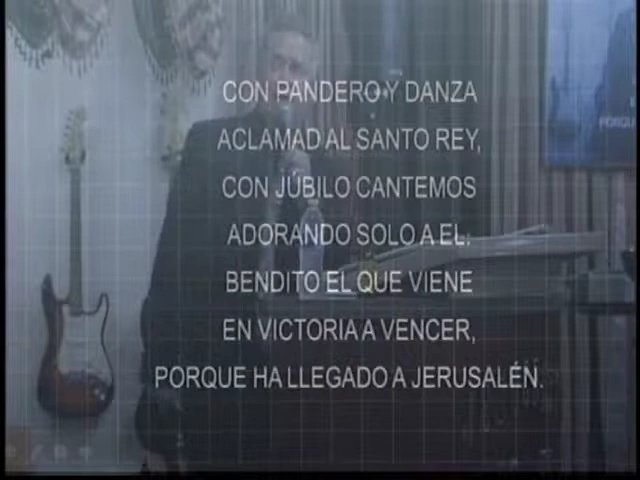 CON PANDERO Y DANZA
ACLAMAD AL SANTO REY,
CON JÚBILO CANTEMOS
ADORANDO SOLO A EL:
BENDITO EL QUE VIENE
EN VICTORIA A VENCER,
PORQUE HA LLEGADO A JERUSALÉN.